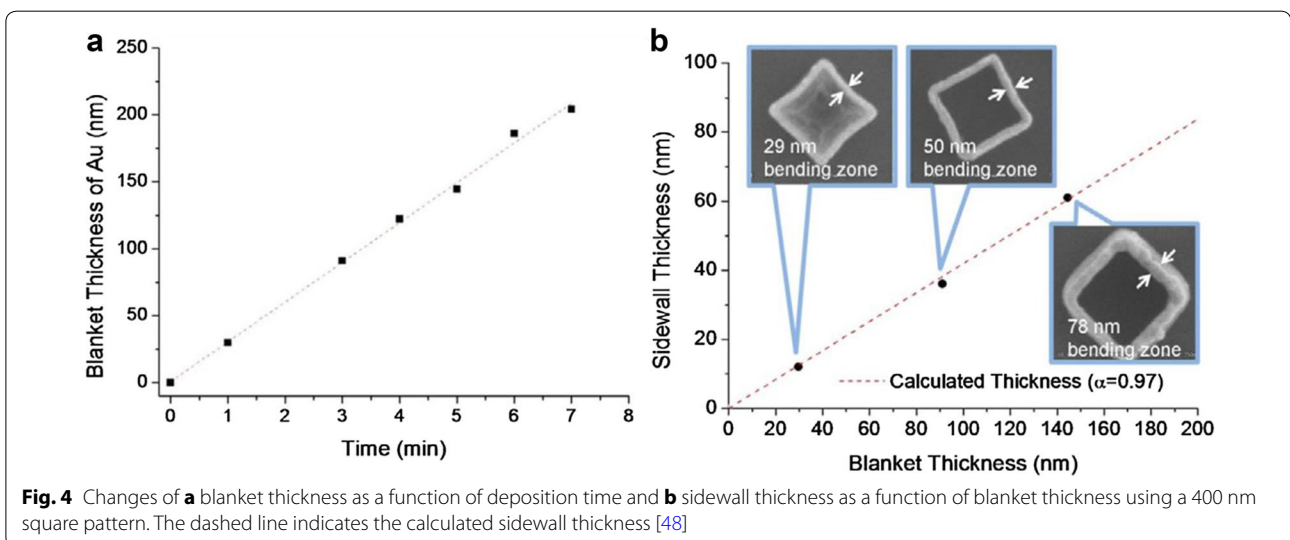 a
250
200
150
100
50
0
Blanket Thickness of Au (nm)
0 1 2 3 4 5 6 7 8
Time (min)
b
100
80
60
40
20
0
Sidewall Thickness (nm)
29 nm
bending zone
50 nm
bending zone
78 nm
bending zone
Calculated Thickness (α=0.97)
0 20 40 60 80 100 120 140 160 180 200
Blanket Thickness (nm)
Fig. 4 Changes of a blanket thickness as a function of deposition time and b sidewall thickness as a function of blanket thickness using a 400 nm
square pattern. The dashed line indicates the calculated sidewall thickness [48]